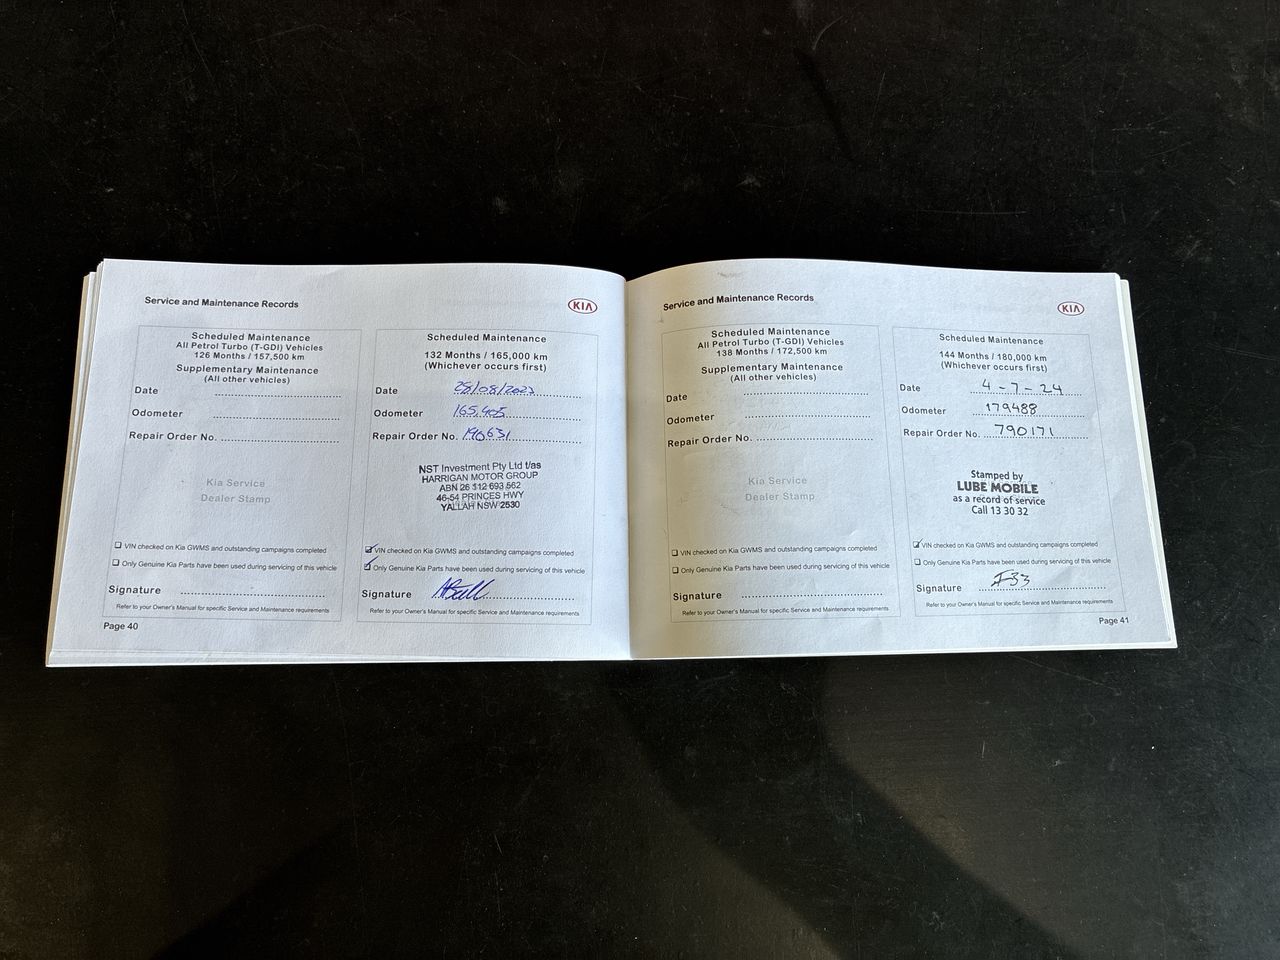 Service and Maintenance Records
KIA
Scheduled Maintenance
All Petrol Turbo (T-GDI) Vehicles
126 Months / 157,500 km
Supplementary Maintenance
(All other vehicles)
Date
Odometer
Repair Order No.
Kia Service
Dealer Stamp
VIN checked on Kia GWMS and outstanding campaigns completed
Only Genuine Kia Parts have been used during servicing of this vehicle
Signature
Refer to your Owner's Manual for specific Service and Maintenance requirements
Page 40
Scheduled Maintenance
132 Months / 165,000 km
(Whichever occurs first)
Date 28/08/2023
Odometer 165,405
Repair Order No. 190631
NST Investment Pty Ltd t/as
HARRIGAN MOTOR GROUP
ABN 26 112 693 562
46-54 PRINCES HWY
YALLAH NSW 2530
VIN checked on Kia GWMS and outstanding campaigns completed
Only Genuine Kia Parts have been used during servicing of this vehicle
Signature
Refer to your Owner's Manual for specific Service and Maintenance requirements
Service and Maintenance Records
KIA
Scheduled Maintenance
All Petrol Turbo (T-GDI) Vehicles
138 Months / 172,500 km
Supplementary Maintenance
(All other vehicles)
Date
Odometer
Repair Order No.
Kia Service
Dealer Stamp
VIN checked on Kia GWMS and outstanding campaigns completed
Only Genuine Kia Parts have been used during servicing of this vehicle
Signature
Refer to your Owner's Manual for specific Service and Maintenance requirements
Scheduled Maintenance
144 Months / 180,000 km
(Whichever occurs first)
Date 4-7-24
Odometer 179488
Repair Order No. 790171
Stamped by
LUBE MOBILE
as a record of service
Call 13 30 32
VIN checked on Kia GWMS and outstanding campaigns completed
Only Genuine Kia Parts have been used during servicing of this vehicle
Signature
Refer to your Owner's Manual for specific Service and Maintenance requirements
Page 41